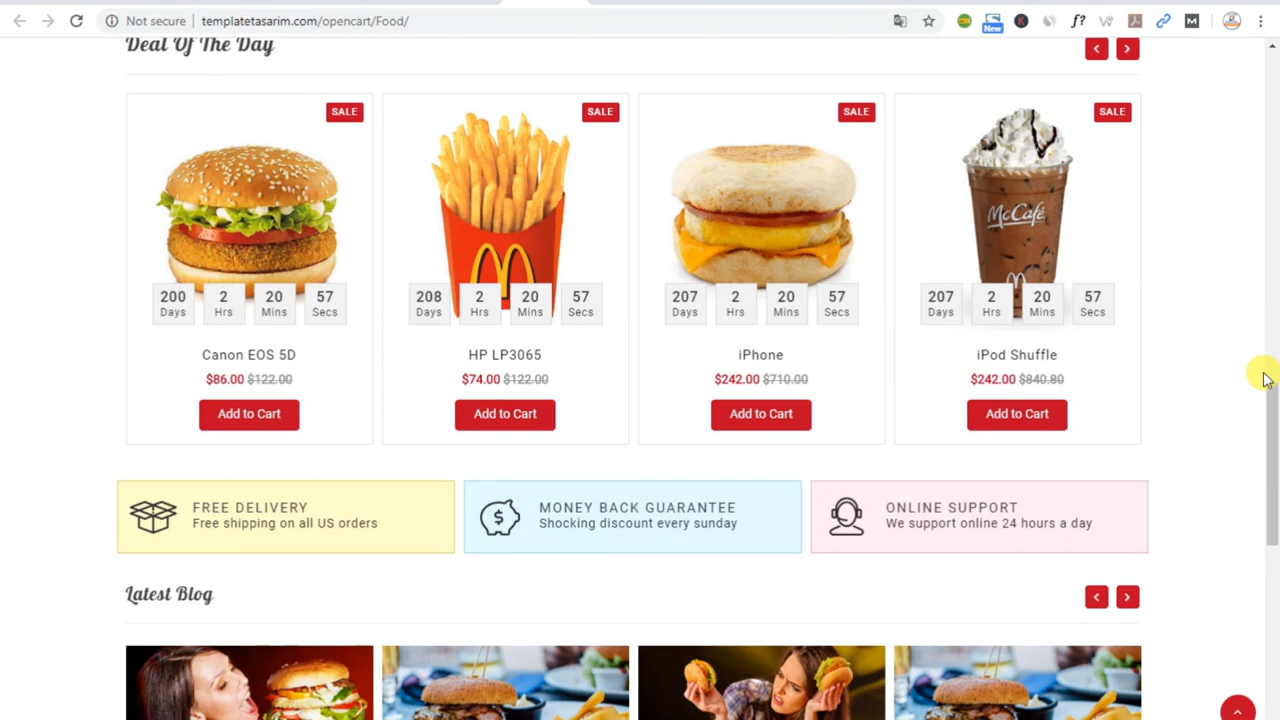 Not secure
templatetasarim.com/opencart/Food/
New
f?
Deal Of The Day
SALE
SALE
SALE
SALE
McCafé
200 2 20 57
Days Hrs Mins Secs
208 2 20 57
Days Hrs Mins Secs
207 2 20 57
Days Hrs Mins Secs
207 2 20 57
Days Hrs Mins Secs
Canon EOS 5D
$86.00 $122.00
Add to Cart
HP LP3065
$74.00 $122.00
Add to Cart
iPhone
$242.00 $710.00
Add to Cart
iPod Shuffle
$242.00 $840.80
Add to Cart
FREE DELIVERY
Free shipping on all US orders
MONEY BACK GUARANTEE
Shocking discount every sunday
ONLINE SUPPORT
We support online 24 hours a day
Latest Blog